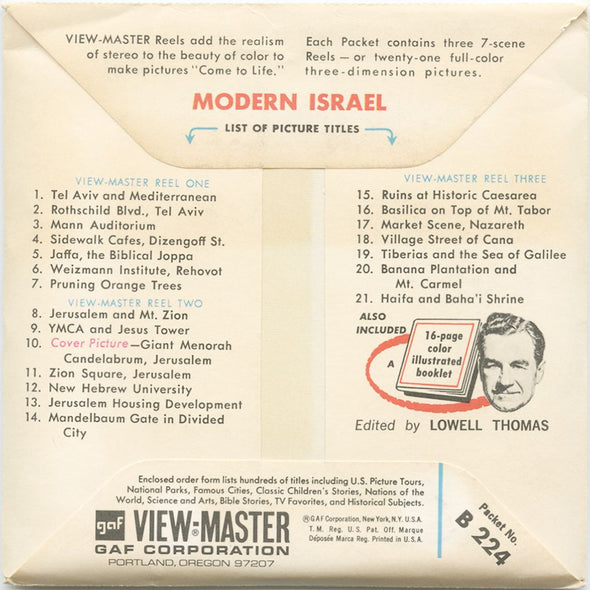 VIEW-MASTER Reels add the realism
of stereo to the beauty of color to
make pictures "Come to Life."
Each Packet contains three 7-scene
Reels — or twenty-one full-color
three-dimension pictures.
MODERN ISRAEL
LIST OF PICTURE TITLES
VIEW-MASTER REEL ONE
1. Tel Aviv and Mediterranean
2. Rothschild Blvd., Tel Aviv
3. Mann Auditorium
4. Sidewalk Cafes, Dizengoff St.
5. Jaffa, the Biblical Joppa
6. Weizmann Institute, Rehovot
7. Pruning Orange Trees
VIEW-MASTER REEL TWO
8. Jerusalem and Mt. Zion
9. YMCA and Jesus Tower
10. Cover Picture—Giant Menorah
Candelabrum, Jerusalem
11. Zion Square, Jerusalem
12. New Hebrew University
13. Jerusalem Housing Development
14. Mandelbaum Gate in Divided
City
VIEW-MASTER REEL THREE
15. Ruins at Historic Caesarea
16. Basilica on Top of Mt. Tabor
17. Market Scene, Nazareth
18. Village Street of Cana
19. Tiberias and the Sea of Galilee
20. Banana Plantation and
Mt. Carmel
21. Haifa and Baha'i Shrine
ALSO
INCLUDED
A
16-page
color
illustrated
booklet
Edited by LOWELL THOMAS
Enclosed order form lists hundreds of titles including U.S. Picture Tours,
National Parks, Famous Cities, Classic Children's Stories, Nations of the
World, Science and Arts, Bible Stories, TV Favorites, and Historical Subjects.
gaf VIEW-MASTER®
GAF CORPORATION
PORTLAND, OREGON 97207
®GAF Corporation, New York, N.Y. U.S.A.
T. M. Reg. U. S. Pat. Off. Marque
Déposée Marca Reg. Printed in U.S.A.
Packet No.
B 224